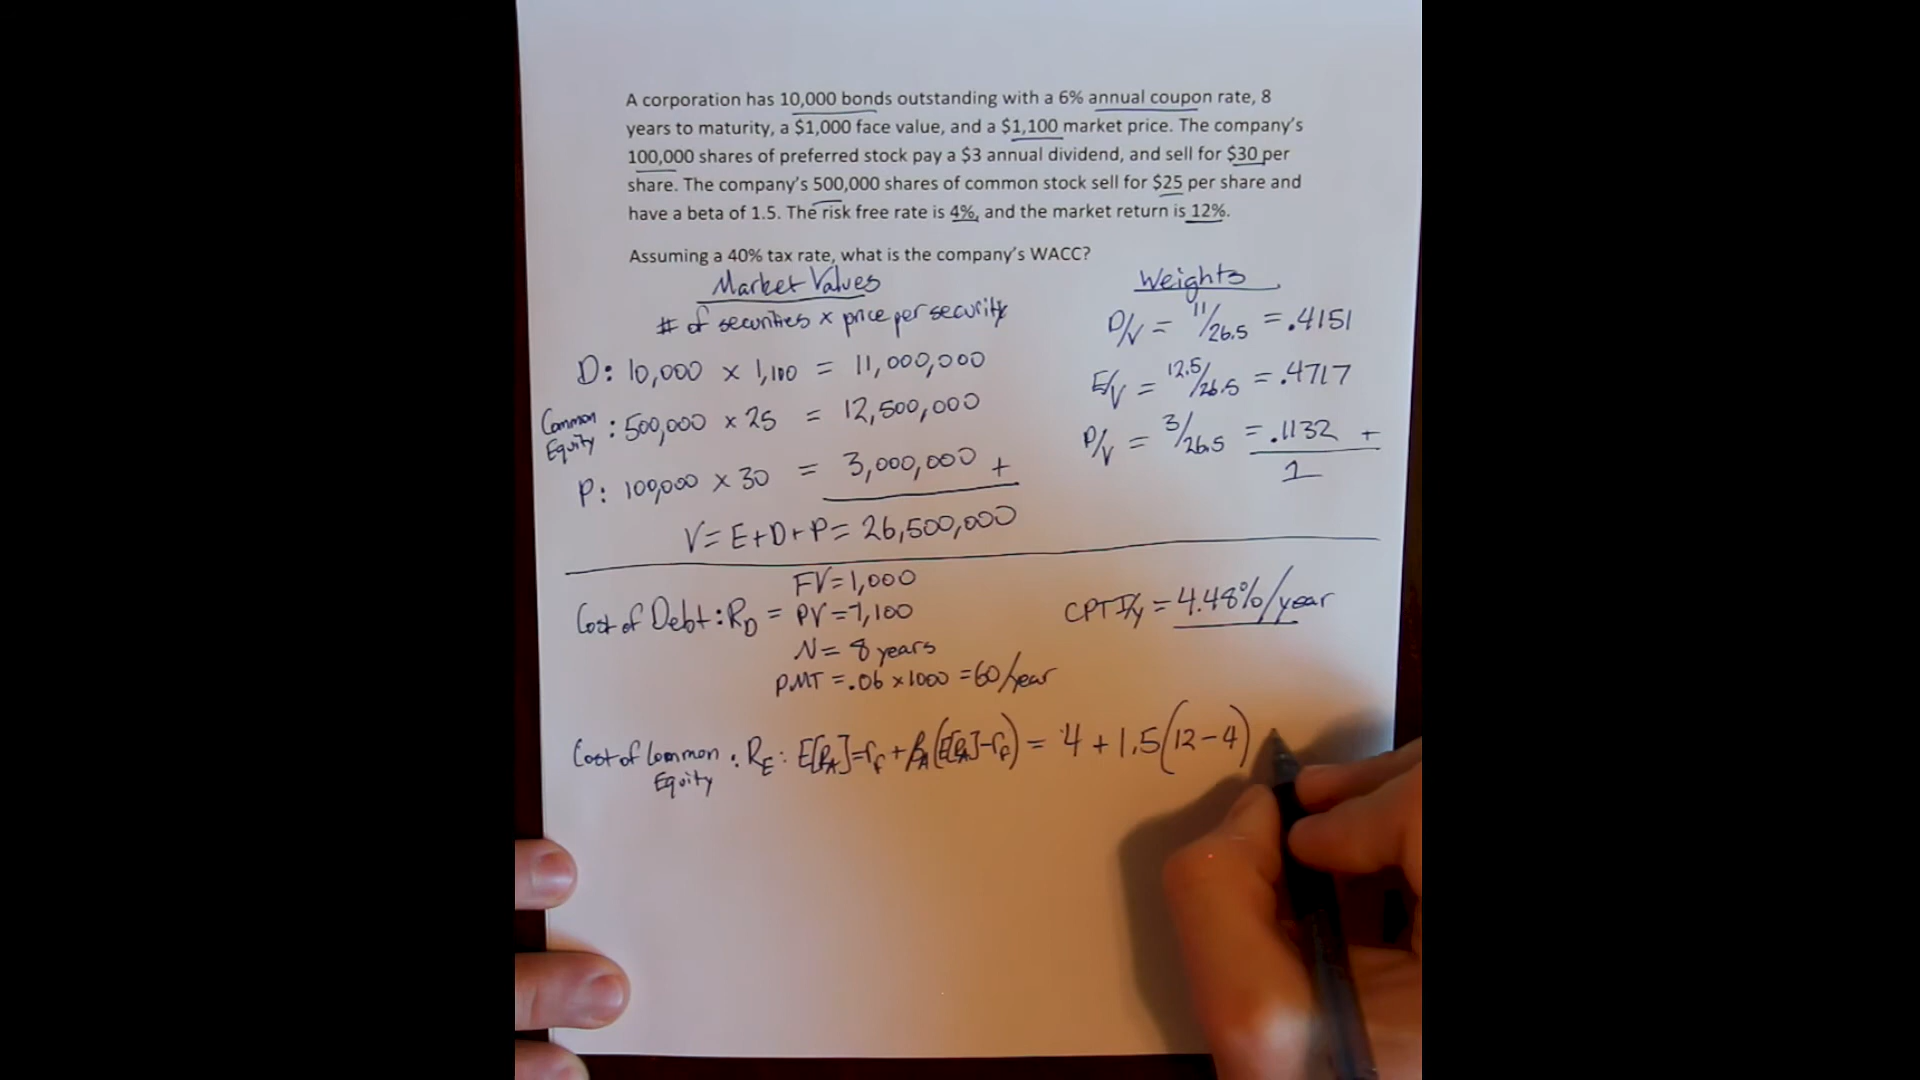 A corporation has 10,000 bonds outstanding with a 6% annual coupon rate, 8
years to maturity, a $1,000 face value, and a $1,100 market price. The company's
100,000 shares of preferred stock pay a $3 annual dividend, and sell for $30 per
share. The company's 500,000 shares of common stock sell for $25 per share and
have a beta of 1.5. The risk free rate is 4%, and the market return is 12%.
Assuming a 40% tax rate, what is the company's WACC?
Market Values
# of securities x price per security
D: 10,000 x 1,100 = 11,000,000
Common Equity : 500,000 x 25 = 12,500,000
P: 100,000 x 30 = 3,000,000 +
V = E+D+P = 26,500,000
Weights
D/V = 11/26.5 = .4151
E/V = 12.5/26.5 = .4717
P/V = 3/26.5 = .1132 +
1
FV = 1,000
Cost of Debt: RD = PV = -1,100
N = 8 years
PMT = .06 x 1000 = 60/year
CPT I/Y = 4.48%/year
Cost of Common Equity : RE : E[RA] = rf + βA(E[RA] - rf) = 4 + 1.5(12 - 4)